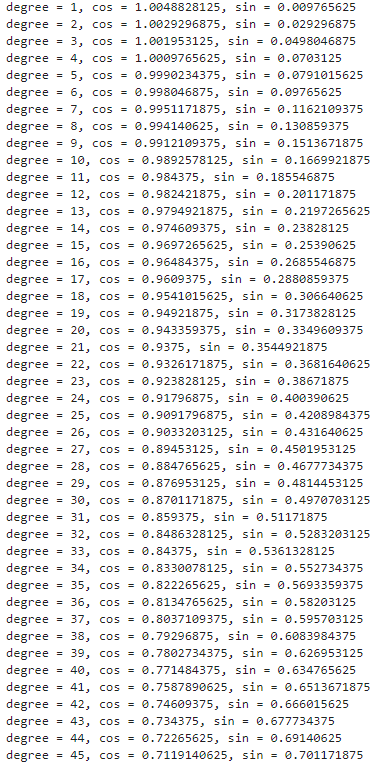 degree = 1, cos = 1.0048828125, sin = 0.009765625
degree = 2, cos = 1.0029296875, sin = 0.029296875
degree = 3, cos = 1.001953125, sin = 0.0498046875
degree = 4, cos = 1.0009765625, sin = 0.0703125
degree = 5, cos = 0.9990234375, sin = 0.0791015625
degree = 6, cos = 0.998046875, sin = 0.09765625
degree = 7, cos = 0.9951171875, sin = 0.1162109375
degree = 8, cos = 0.994140625, sin = 0.130859375
degree = 9, cos = 0.9912109375, sin = 0.1513671875
degree = 10, cos = 0.9892578125, sin = 0.1669921875
degree = 11, cos = 0.984375, sin = 0.185546875
degree = 12, cos = 0.982421875, sin = 0.201171875
degree = 13, cos = 0.9794921875, sin = 0.2197265625
degree = 14, cos = 0.974609375, sin = 0.23828125
degree = 15, cos = 0.9697265625, sin = 0.25390625
degree = 16, cos = 0.96484375, sin = 0.2685546875
degree = 17, cos = 0.9609375, sin = 0.2880859375
degree = 18, cos = 0.9541015625, sin = 0.306640625
degree = 19, cos = 0.94921875, sin = 0.3173828125
degree = 20, cos = 0.943359375, sin = 0.3349609375
degree = 21, cos = 0.9375, sin = 0.3544921875
degree = 22, cos = 0.9326171875, sin = 0.3681640625
degree = 23, cos = 0.923828125, sin = 0.38671875
degree = 24, cos = 0.91796875, sin = 0.400390625
degree = 25, cos = 0.9091796875, sin = 0.4208984375
degree = 26, cos = 0.9033203125, sin = 0.431640625
degree = 27, cos = 0.89453125, sin = 0.4501953125
degree = 28, cos = 0.884765625, sin = 0.4677734375
degree = 29, cos = 0.876953125, sin = 0.4814453125
degree = 30, cos = 0.8701171875, sin = 0.4970703125
degree = 31, cos = 0.859375, sin = 0.51171875
degree = 32, cos = 0.8486328125, sin = 0.5283203125
degree = 33, cos = 0.84375, sin = 0.5361328125
degree = 34, cos = 0.8330078125, sin = 0.552734375
degree = 35, cos = 0.822265625, sin = 0.5693359375
degree = 36, cos = 0.8134765625, sin = 0.58203125
degree = 37, cos = 0.8037109375, sin = 0.595703125
degree = 38, cos = 0.79296875, sin = 0.6083984375
degree = 39, cos = 0.7802734375, sin = 0.626953125
degree = 40, cos = 0.771484375, sin = 0.634765625
degree = 41, cos = 0.7587890625, sin = 0.6513671875
degree = 42, cos = 0.74609375, sin = 0.666015625
degree = 43, cos = 0.734375, sin = 0.677734375
degree = 44, cos = 0.72265625, sin = 0.69140625
degree = 45, cos = 0.7119140625, sin = 0.701171875